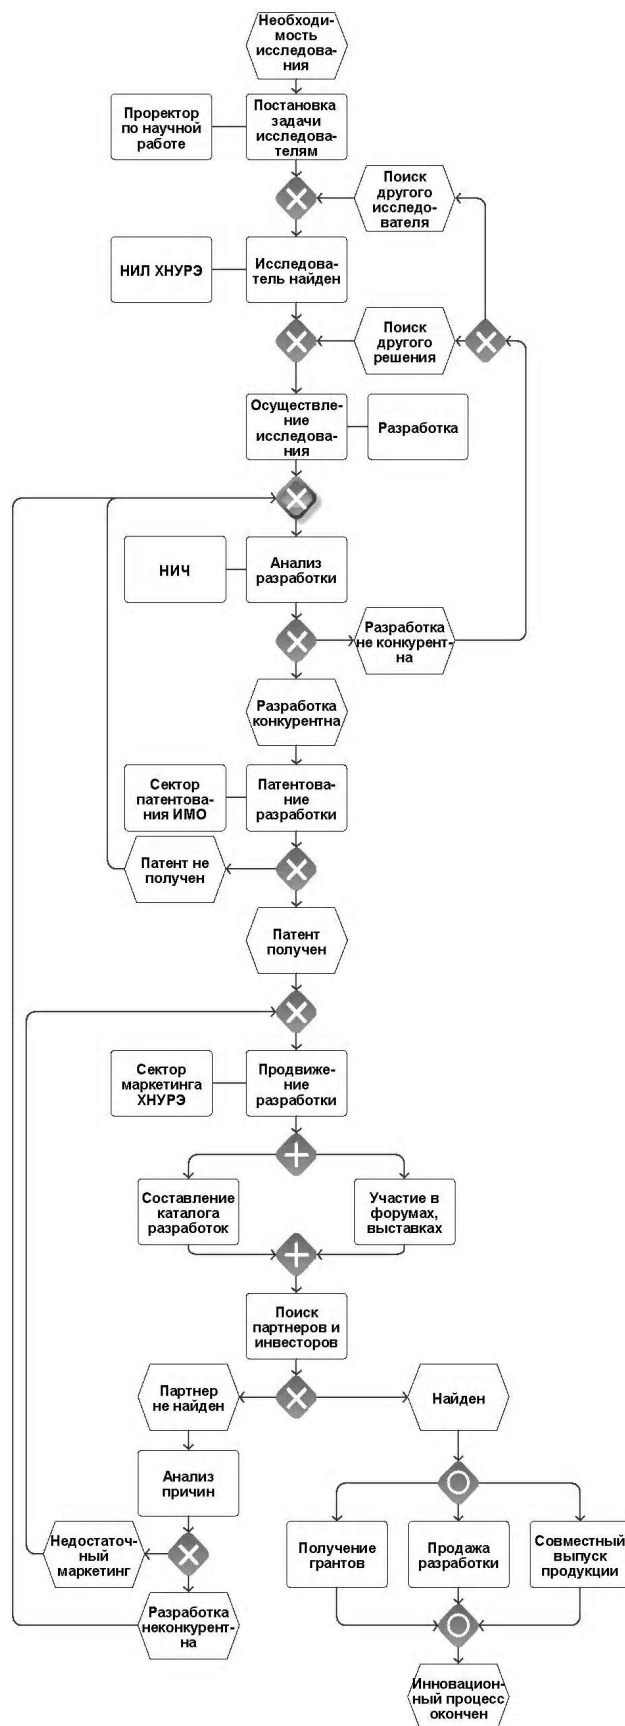 Необходи-
мость
исследова-
ния
Проректор
по научной
работе
Постановка
задачи
исследова-
телям
Поиск
другого
исследо-
вателя
НИЛ ХНУРЭ
Исследова-
тель найден
Поиск
другого
решения
Осуществле-
ние
исследова-
ния
Разработка
НИЧ
Анализ
разработки
Разработка
не конкурент-
на
Разработка
конкурентна
Сектор
патентова-
ния ИМО
Патентова-
ние
разработки
Патент не
получен
Патент
получен
Сектор
маркетинга
ХНУРЭ
Продвиже-
ние
разработки
Составление
каталога
разработок
Участие в
форумах,
выставках
Поиск
партнеров и
инвесторов
Партнер
не найден
Найден
Анализ
причин
Недостаточ-
ный
маркетинг
Разработка
неконкурент-
на
Получение
грантов
Продажа
разработки
Совместный
выпуск
продукции
Инновацион-
ный процесс
окончен